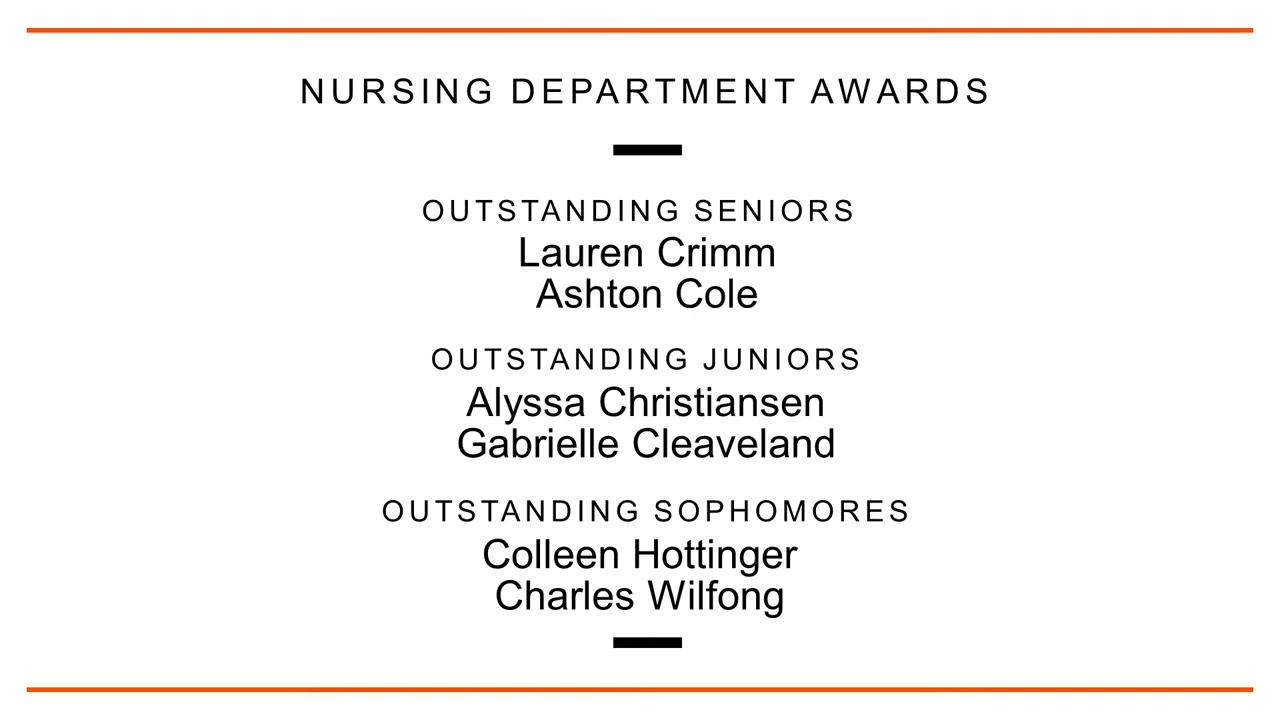 NURSING DEPARTMENT AWARDS
OUTSTANDING SENIORS
Lauren Crimm
Ashton Cole
OUTSTANDING JUNIORS
Alyssa Christiansen
Gabrielle Cleaveland
OUTSTANDING SOPHOMORES
Colleen Hottinger
Charles Wilfong